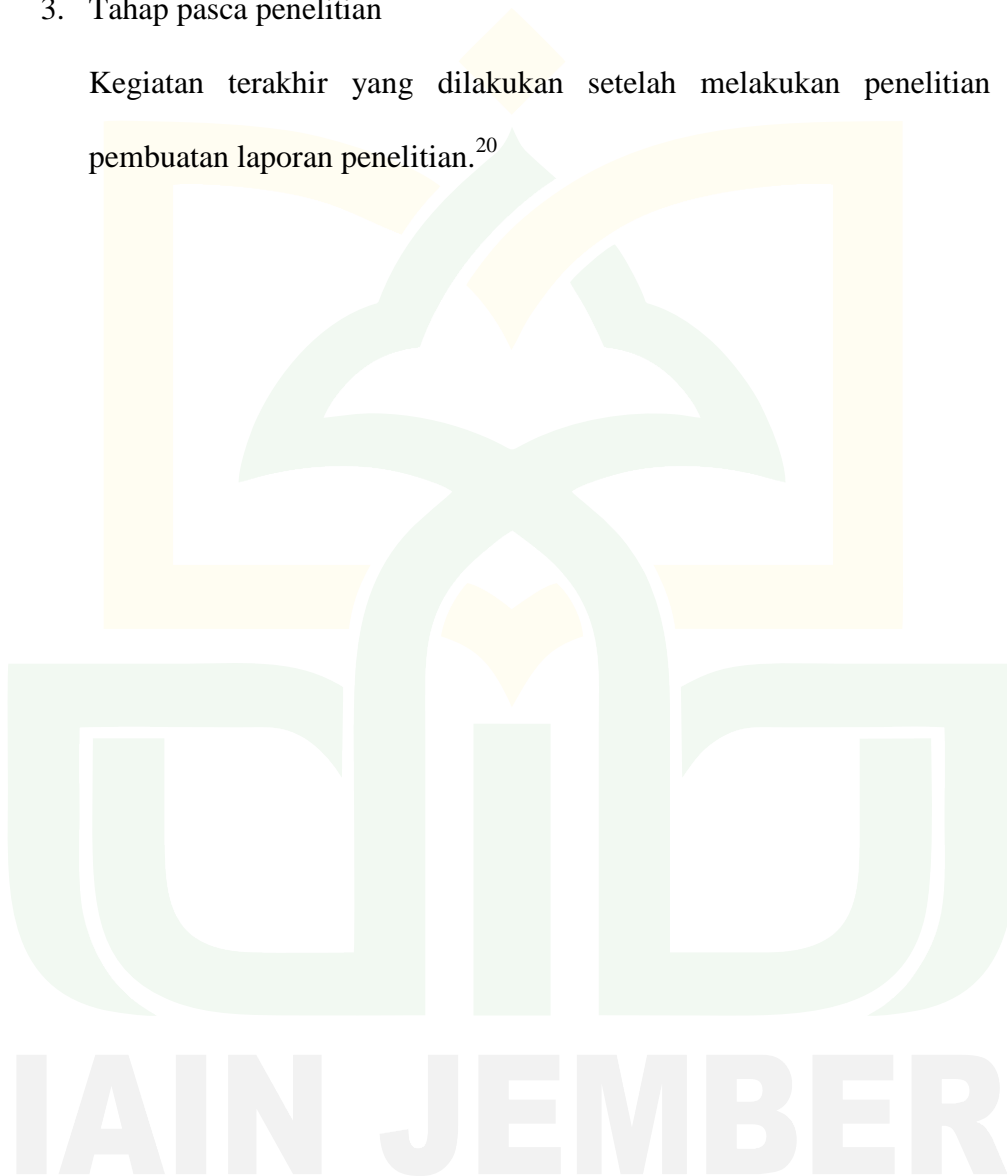 3. Tahap pasca penelitian
Kegiatan terakhir yang dilakukan setelah melakukan penelitian
pembuatan laporan penelitian.20
IAIN JEMBER